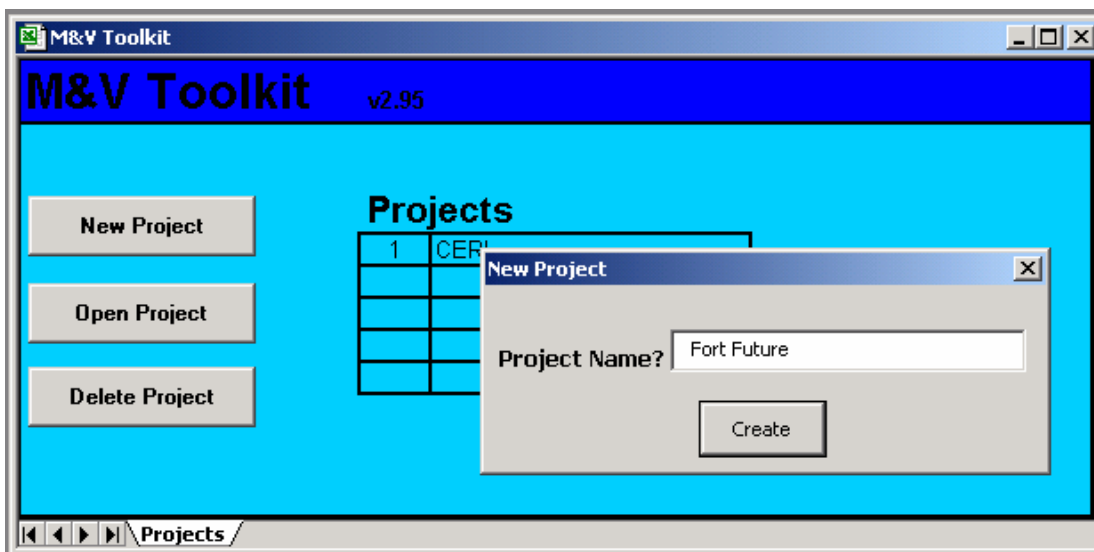 M&V Toolkit
M&V Toolkit v2.95
New Project
Open Project
Delete Project
Projects
1
New Project
Project Name? Fort Future
Create
Projects